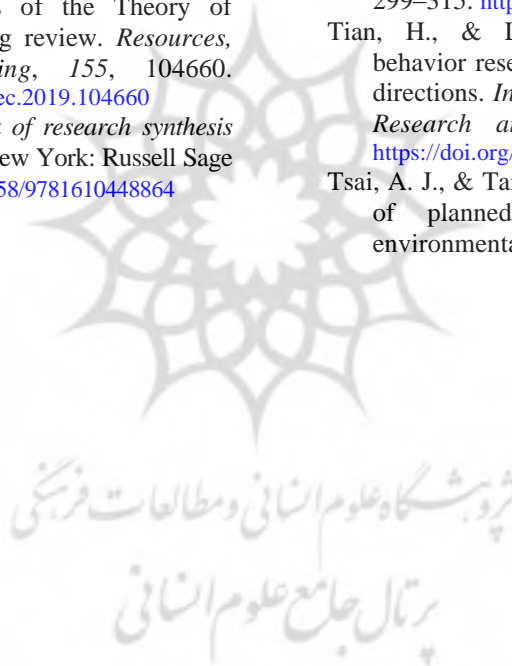 s of the Theory of
g review. Resources,
ing, 155, 104660.
ec.2019.104660
of research synthesis
ew York: Russell Sage
58/9781610448864
299–315.
Tian, H., &
behavior rese
directions. In
Research a
https://doi.org/
Tsai, A. J., & Ta
of planned
environmenta
پژوهشگاه علوم انسانی و مطالعات فرهنگی
پرتال جامع علوم انسانی